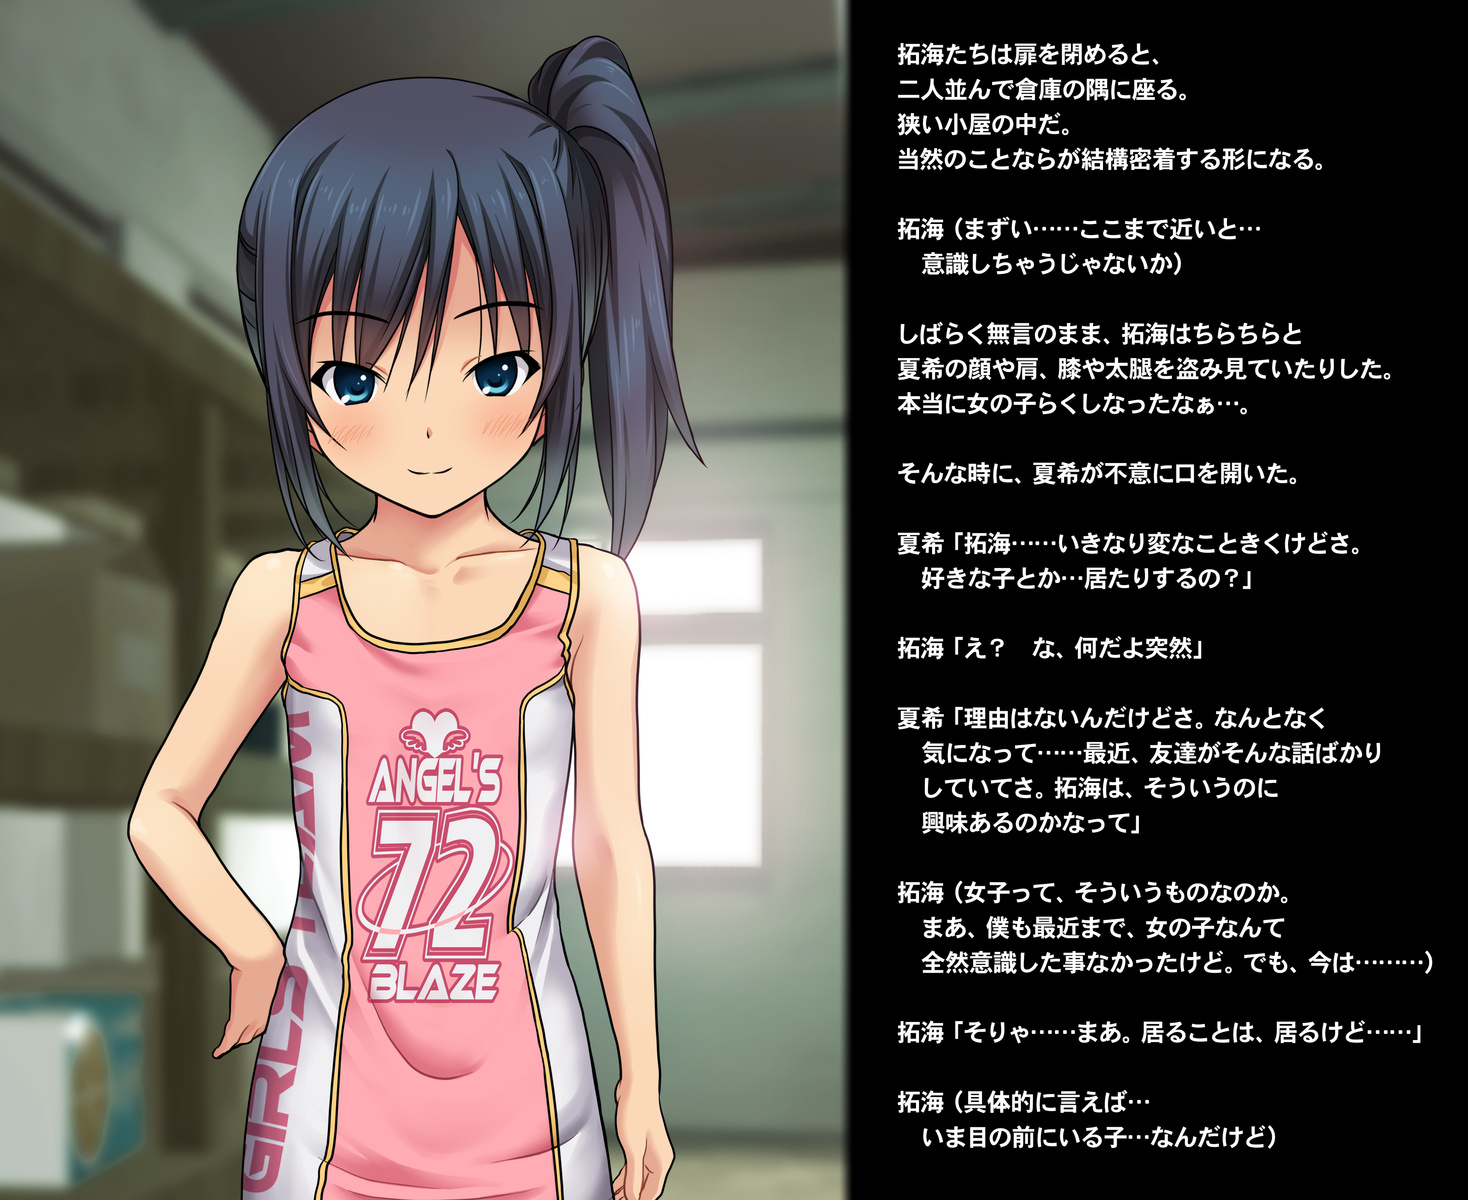 拓海たちは扉を閉めると、
二人並んで倉庫の隅に座る。
狭い小屋の中だ。
当然のことならが結構密着する形になる。
拓海（まずい……ここまで近いと…
意識しちゃうじゃないか）
しばらく無言のまま、拓海はちらちらと
夏希の顔や肩、膝や太腿を盗み見ていたりした。
本当に女の子らくしなったなぁ…。
そんな時に、夏希が不意に口を開いた。
夏希「拓海……いきなり変なこときくけどさ。
好きな子とか…居たりするの？」
拓海「え？　な、何だよ突然」
夏希「理由はないんだけどさ。なんとなく
気になって……最近、友達がそんな話ばかり
していてさ。拓海は、そういうのに
興味あるのかなって」
拓海（女子って、そういうものなのか。
まあ、僕も最近まで、女の子なんて
全然意識した事なかったけど。でも、今は………）
拓海「そりゃ……まあ。居ることは、居るけど……」
拓海（具体的に言えば…
いま目の前にいる子…なんだけど）
ANGEL'S
72
BLAZE
GIRLS TEAM